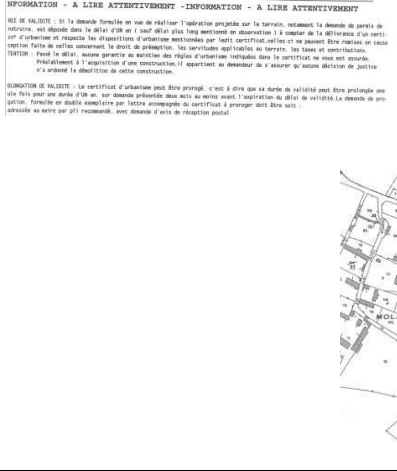 NFORMATION - A LIRE ATTENTIVEMENT -INFORMATION - A LIRE ATTENTIVEMENT
REE DE VALIDITE : Si la demande formulée en vue de réaliser l'opération projetée sur le terrain, notamment la demande de permis de
nstruire, est déposée dans le délai d'UN an ( sauf délai plus long mentionné en observation ) à compter de la délivrance d'un certi-
cat d'urbanisme et respecte les dispositions d'urbanisme mentionnées par ledit certificat,celles-ci ne peuvent être remises en cause
ception faite de celles concernant le droit de préemption, les servitudes applicables au terrain, les taxes et contributions.
TENTION : Passé le délai, aucune garantie au maintien des règles d'urbanisme indiquées dans le certificat ne vous est assurée.
Préalablement à l'acquisition d'une construction,il appartient au demandeur de s'assurer qu'aucune décision de justice
n'a ordonné la démolition de cette construction.
OLONGATION DE VALIDITE : Le certificat d'urbanisme peut être prorogé, c'est à dire que sa durée de validité peut être prolongée une
ule fois pour une durée d'UN an, sur demande présentée deux mois au moins avant l'expiration du délai de validité.La demande de pro-
gation, formulée en double exemplaire par lettre accompagnée du certificat à proroger doit être soit :
adressée au maire par pli recommandé, avec demande d'avis de réception postal
MOL